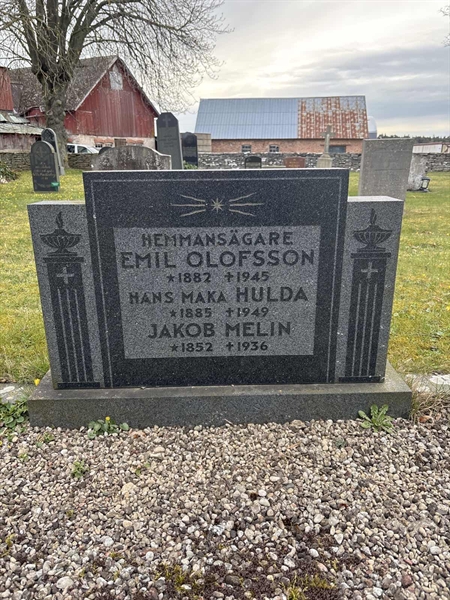 HEMMANSÄGARE
EMIL OLOFSSON
*1882 †1945
HANS MAKA HULDA
*1885 †1949
JAKOB MELIN
*1852 †1936